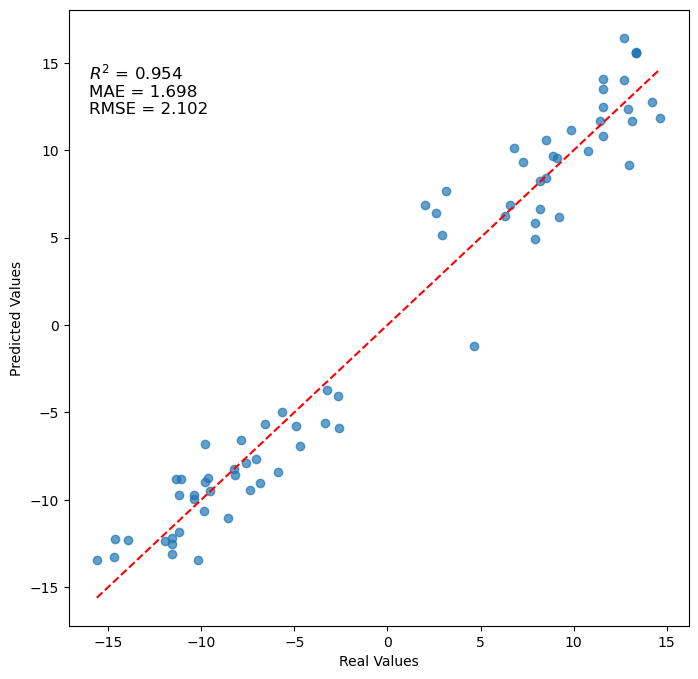 R² = 0.954
MAE = 1.698
RMSE = 2.102
Predicted Values
15
10
5
0
−5
−10
−15
−15 −10 −5 0 5 10 15
Real Values